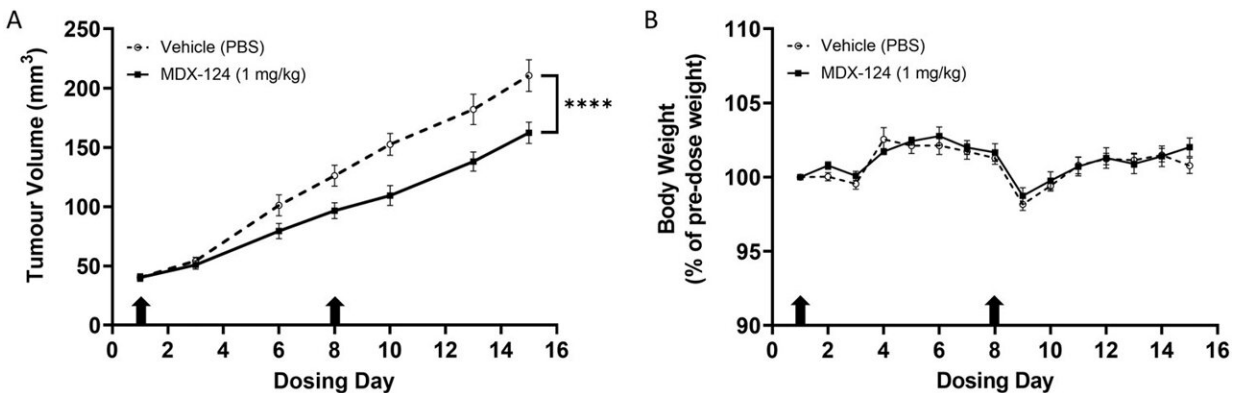 A
Vehicle (PBS)
MDX-124 (1 mg/kg)
Tumour Volume (mm³)
250
200
150
100
50
0
****
0 2 4 6 8 10 12 14 16
Dosing Day
B
Vehicle (PBS)
MDX-124 (1 mg/kg)
Body Weight
(% of pre-dose weight)
110
105
100
95
90
0 2 4 6 8 10 12 14 16
Dosing Day